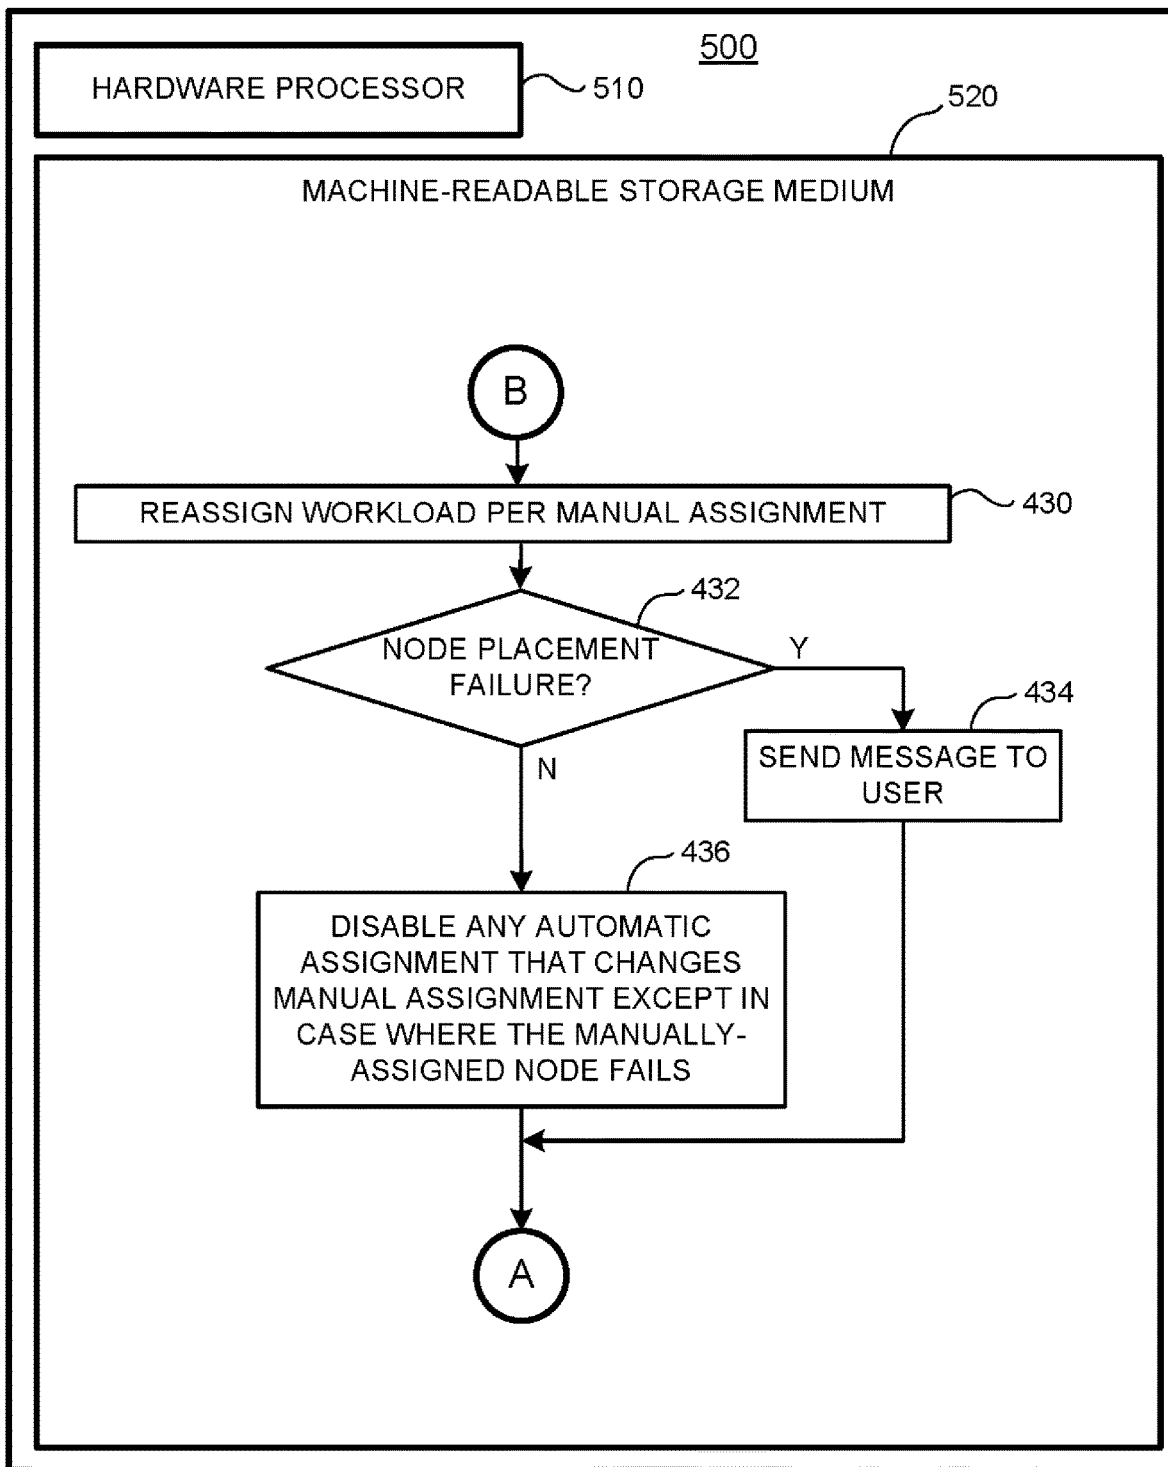 500
HARDWARE PROCESSOR
510
520
MACHINE-READABLE STORAGE MEDIUM
B
REASSIGN WORKLOAD PER MANUAL ASSIGNMENT
430
432
NODE PLACEMENT
FAILURE?
Y
434
SEND MESSAGE TO
USER
N
436
DISABLE ANY AUTOMATIC
ASSIGNMENT THAT CHANGES
MANUAL ASSIGNMENT EXCEPT IN
CASE WHERE THE MANUALLY-
ASSIGNED NODE FAILS
A